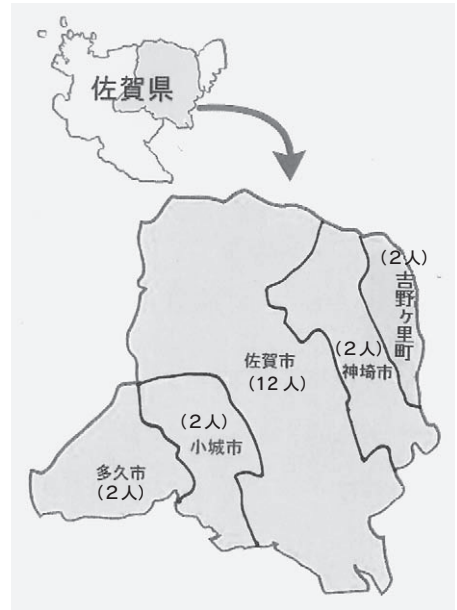 佐賀県
(2人)
吉野ヶ里町
佐賀市
(12人)
(2人)
神埼市
(2人)
小城市
多久市
(2人)